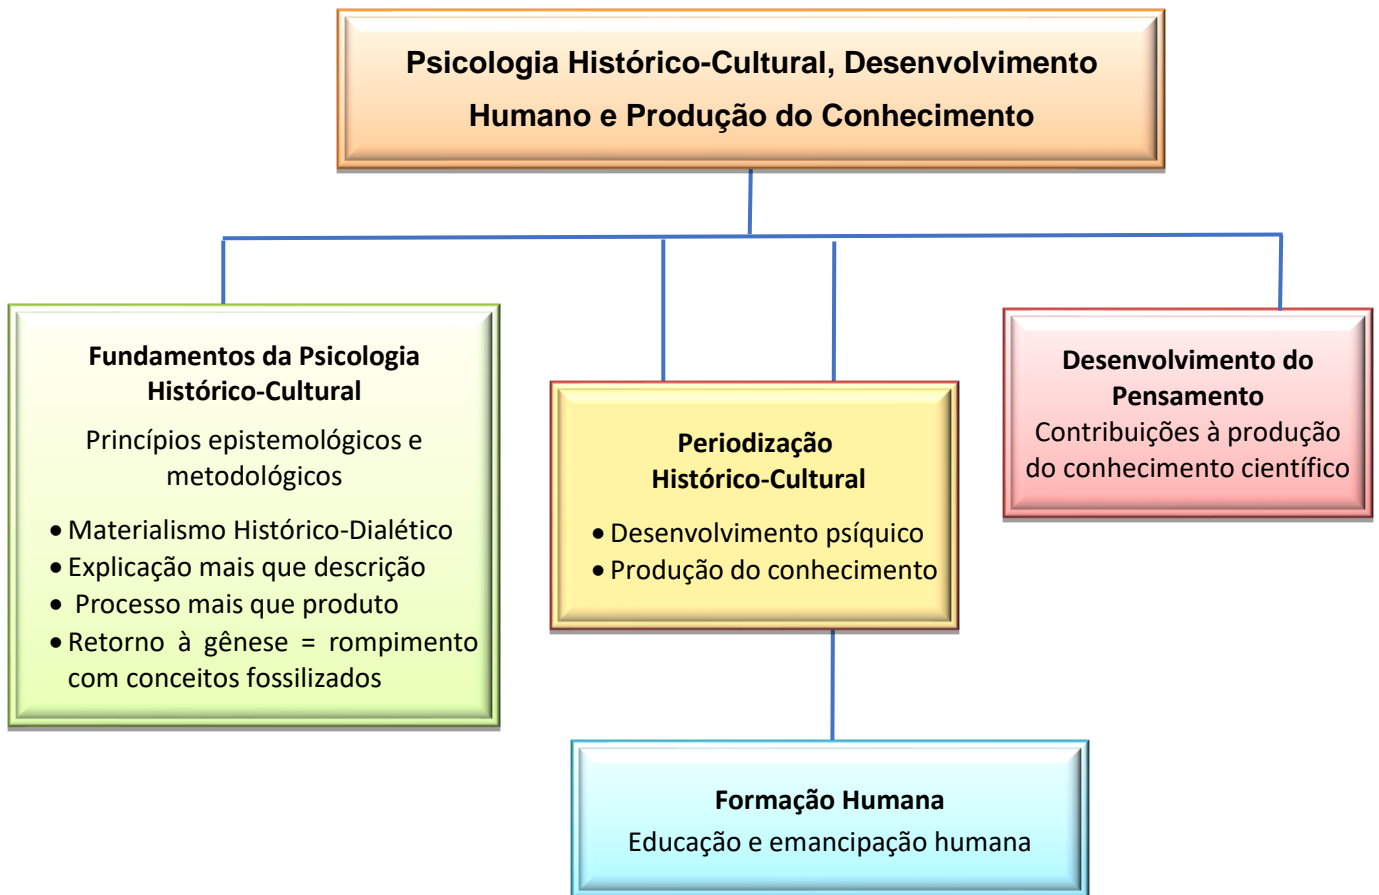 Psicologia Histórico-Cultural, Desenvolvimento
Humano e Produção do Conhecimento
Fundamentos da Psicologia
Histórico-Cultural
Princípios epistemológicos e
metodológicos
• Materialismo Histórico-Dialético
• Explicação mais que descrição
• Processo mais que produto
• Retorno à gênese = rompimento
com conceitos fossilizados
Periodização
Histórico-Cultural
• Desenvolvimento psíquico
• Produção do conhecimento
Desenvolvimento do
Pensamento
Contribuições à produção
do conhecimento científico
Formação Humana
Educação e emancipação humana